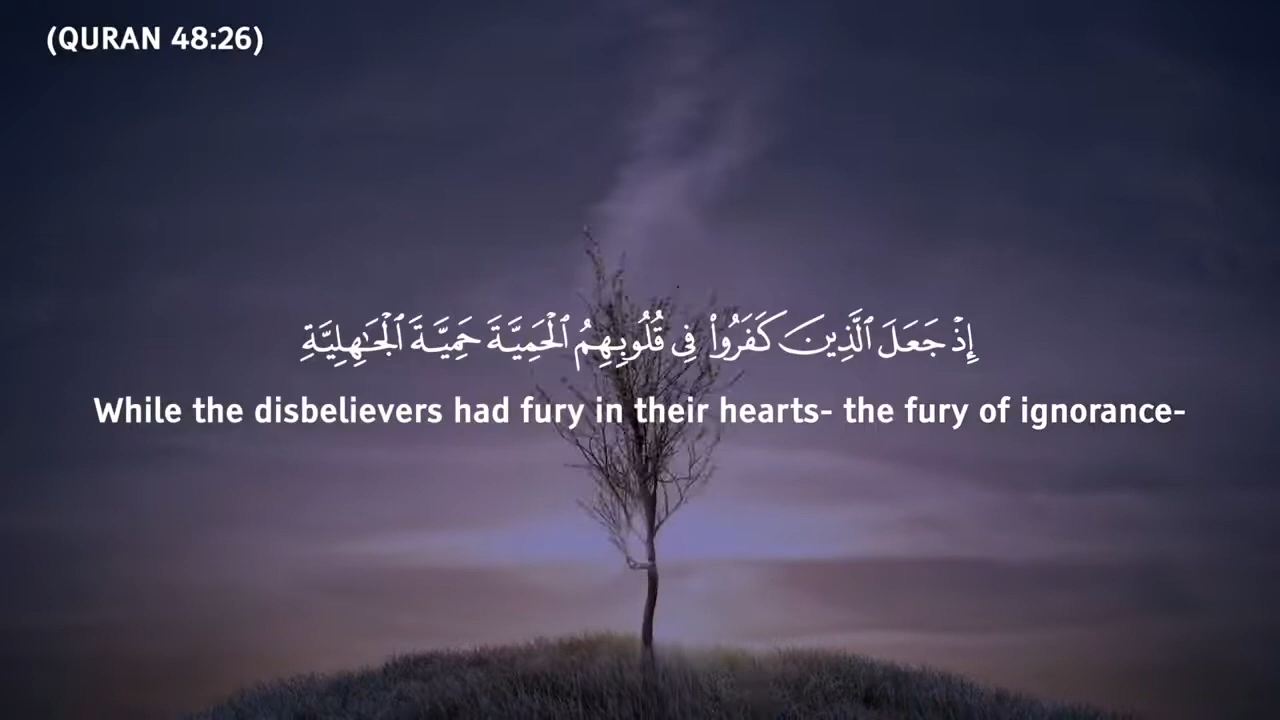 (QURAN 48:26)
إِذْ جَعَلَ ٱلَّذِينَ كَفَرُوا۟ فِى قُلُوبِهِمُ ٱلْحَمِيَّةَ حَمِيَّةَ ٱلْجَـٰهِلِيَّةِ
While the disbelievers had fury in their hearts- the fury of ignorance-